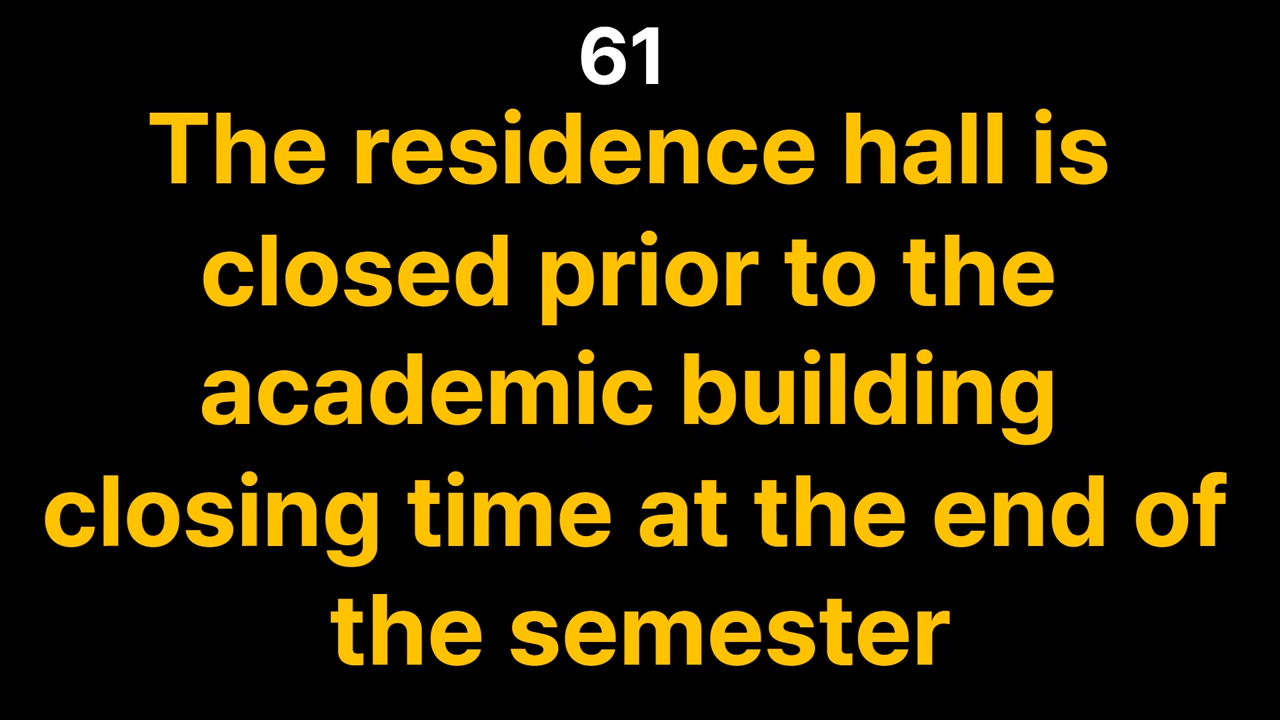 61
The residence hall is
closed prior to the
academic building
closing time at the end of
the semester